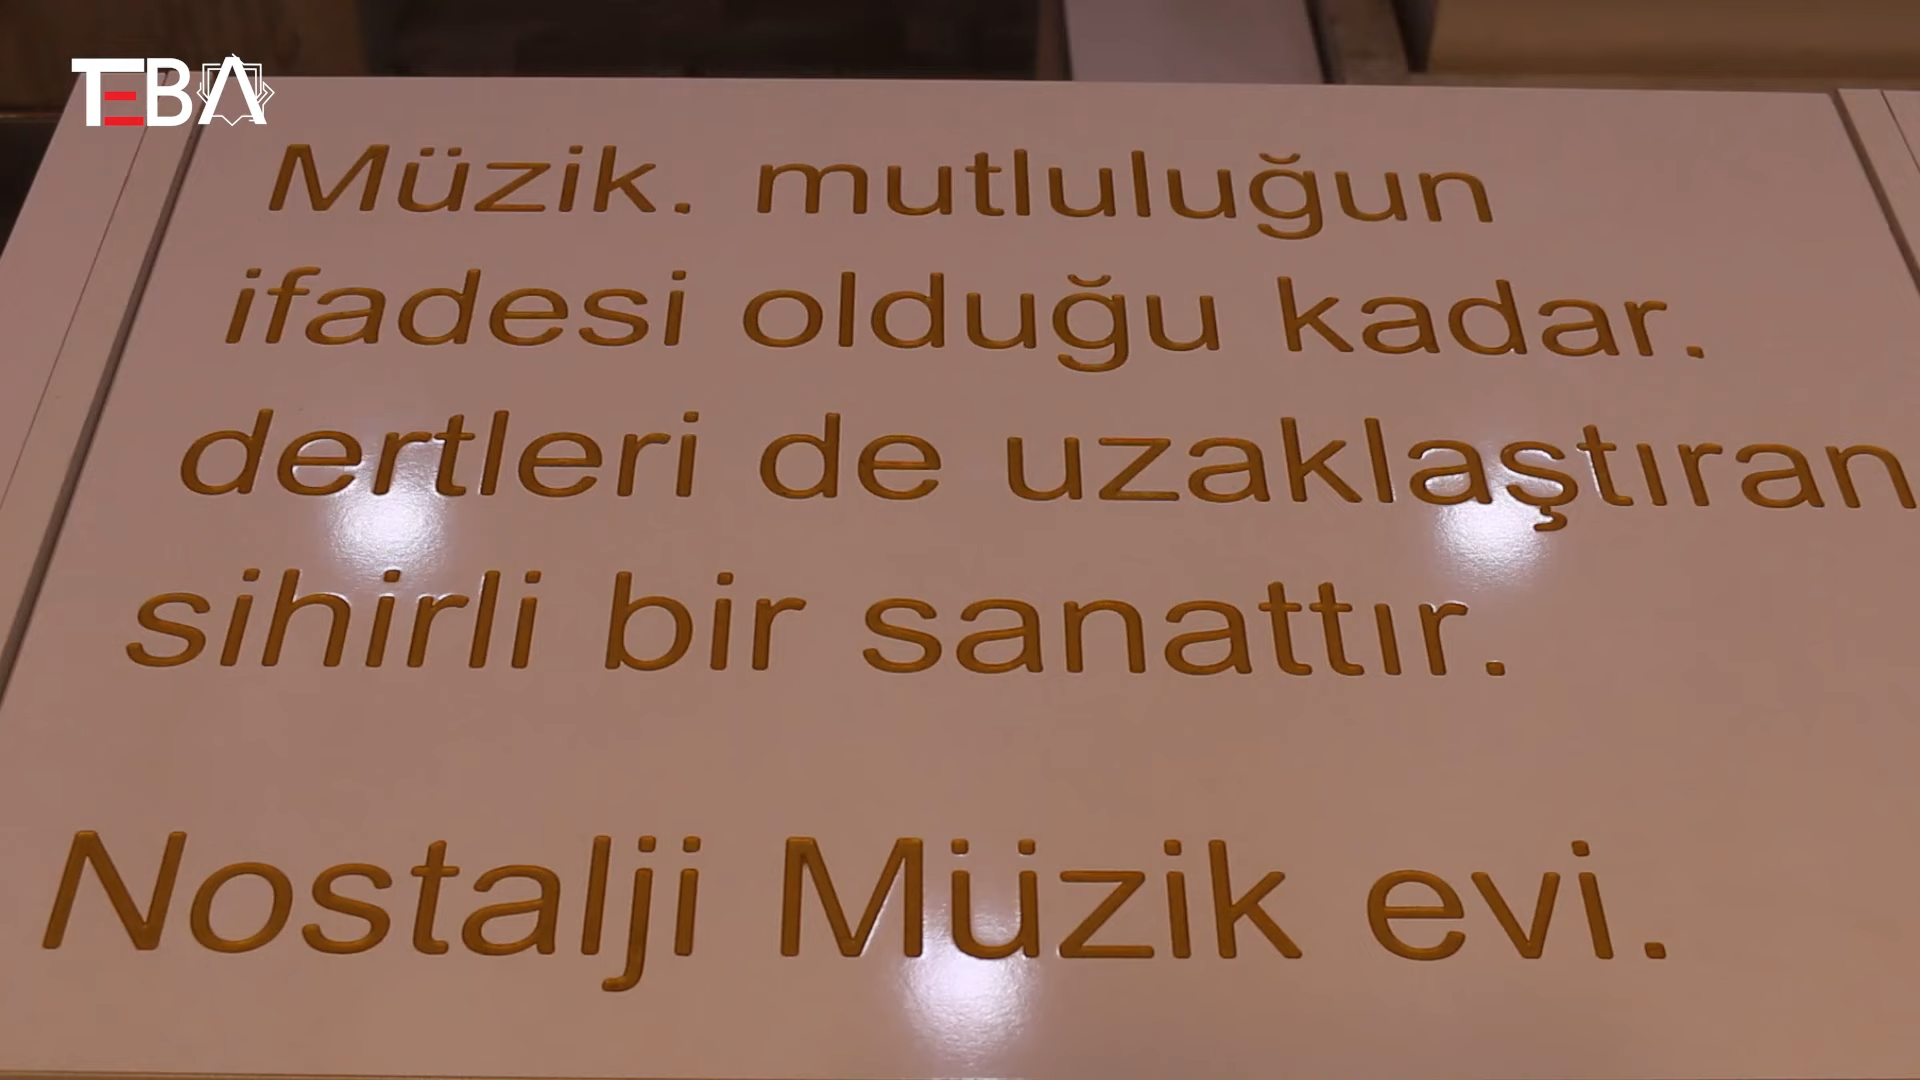 TEBA
Müzik. mutluluğun
ifadesi olduğu kadar.
dertleri de uzaklaştıran
sihirli bir sanattır.
Nostalji Müzik evi.